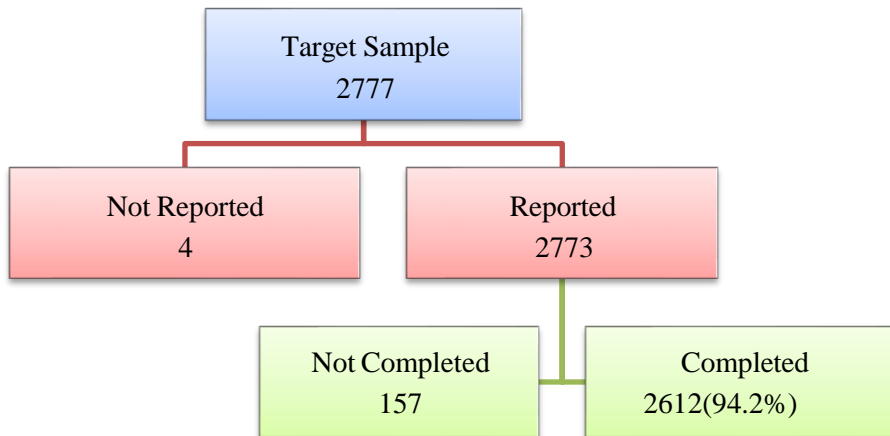 Target Sample
2777
Not Reported
4
Reported
2773
Not Completed
157
Completed
2612(94.2%)